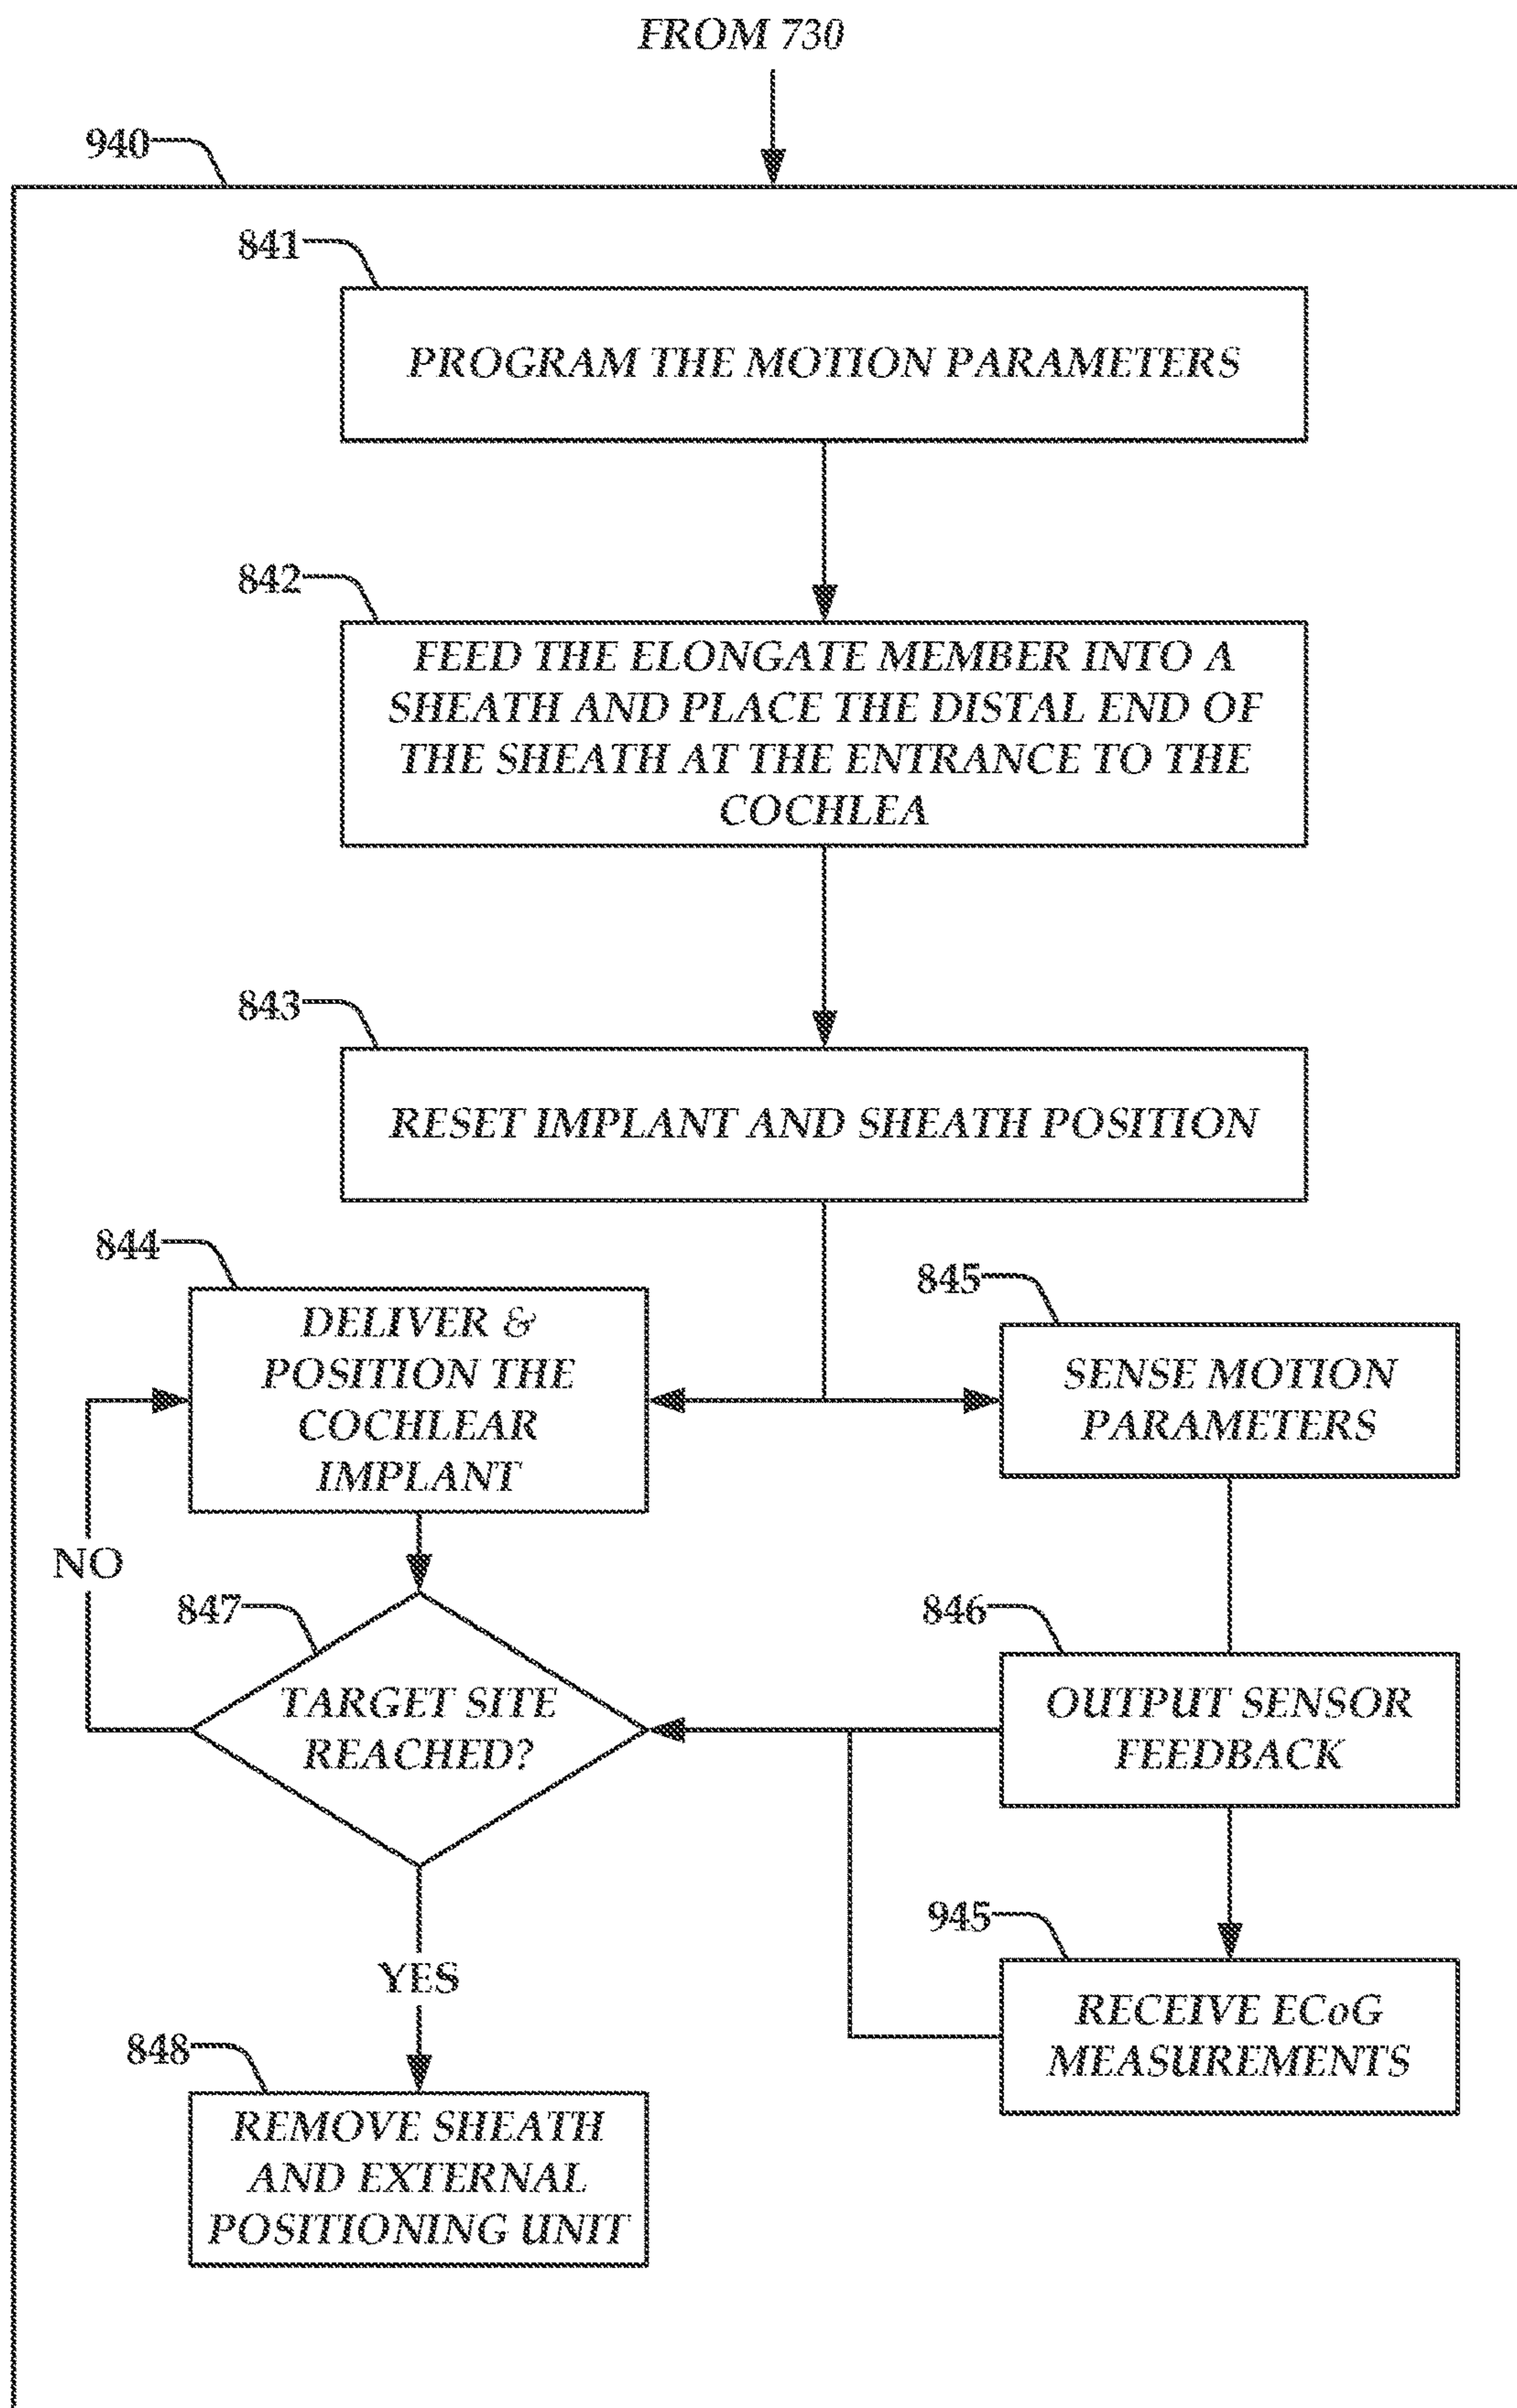 FROM 730
940
841
PROGRAM THE MOTION PARAMETERS
842
FEED THE ELONGATE MEMBER INTO A
SHEATH AND PLACE THE DISTAL END OF
THE SHEATH AT THE ENTRANCE TO THE
COCHLEA
843
RESET IMPLANT AND SHEATH POSITION
844
DELIVER &
POSITION THE
COCHLEAR
IMPLANT
845
SENSE MOTION
PARAMETERS
NO
847
TARGET SITE
REACHED?
846
OUTPUT SENSOR
FEEDBACK
945
RECEIVE ECoG
MEASUREMENTS
YES
848
REMOVE SHEATH
AND EXTERNAL
POSITIONING UNIT